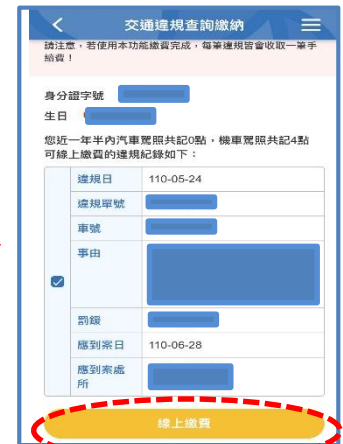 交通違規查詢繳納
請注意，若使用本功能繳費完成，每筆違規皆會收取一筆手
給費！
身分證字號
生日
您近一年半內汽車駕照共記0點，機車駕照共記4點
可線上繳費的違規紀錄如下：
違規日 110-05-24
違規單號
車號
事由
罰鍰
應到案日 110-06-28
應到案處
所
線上繳費